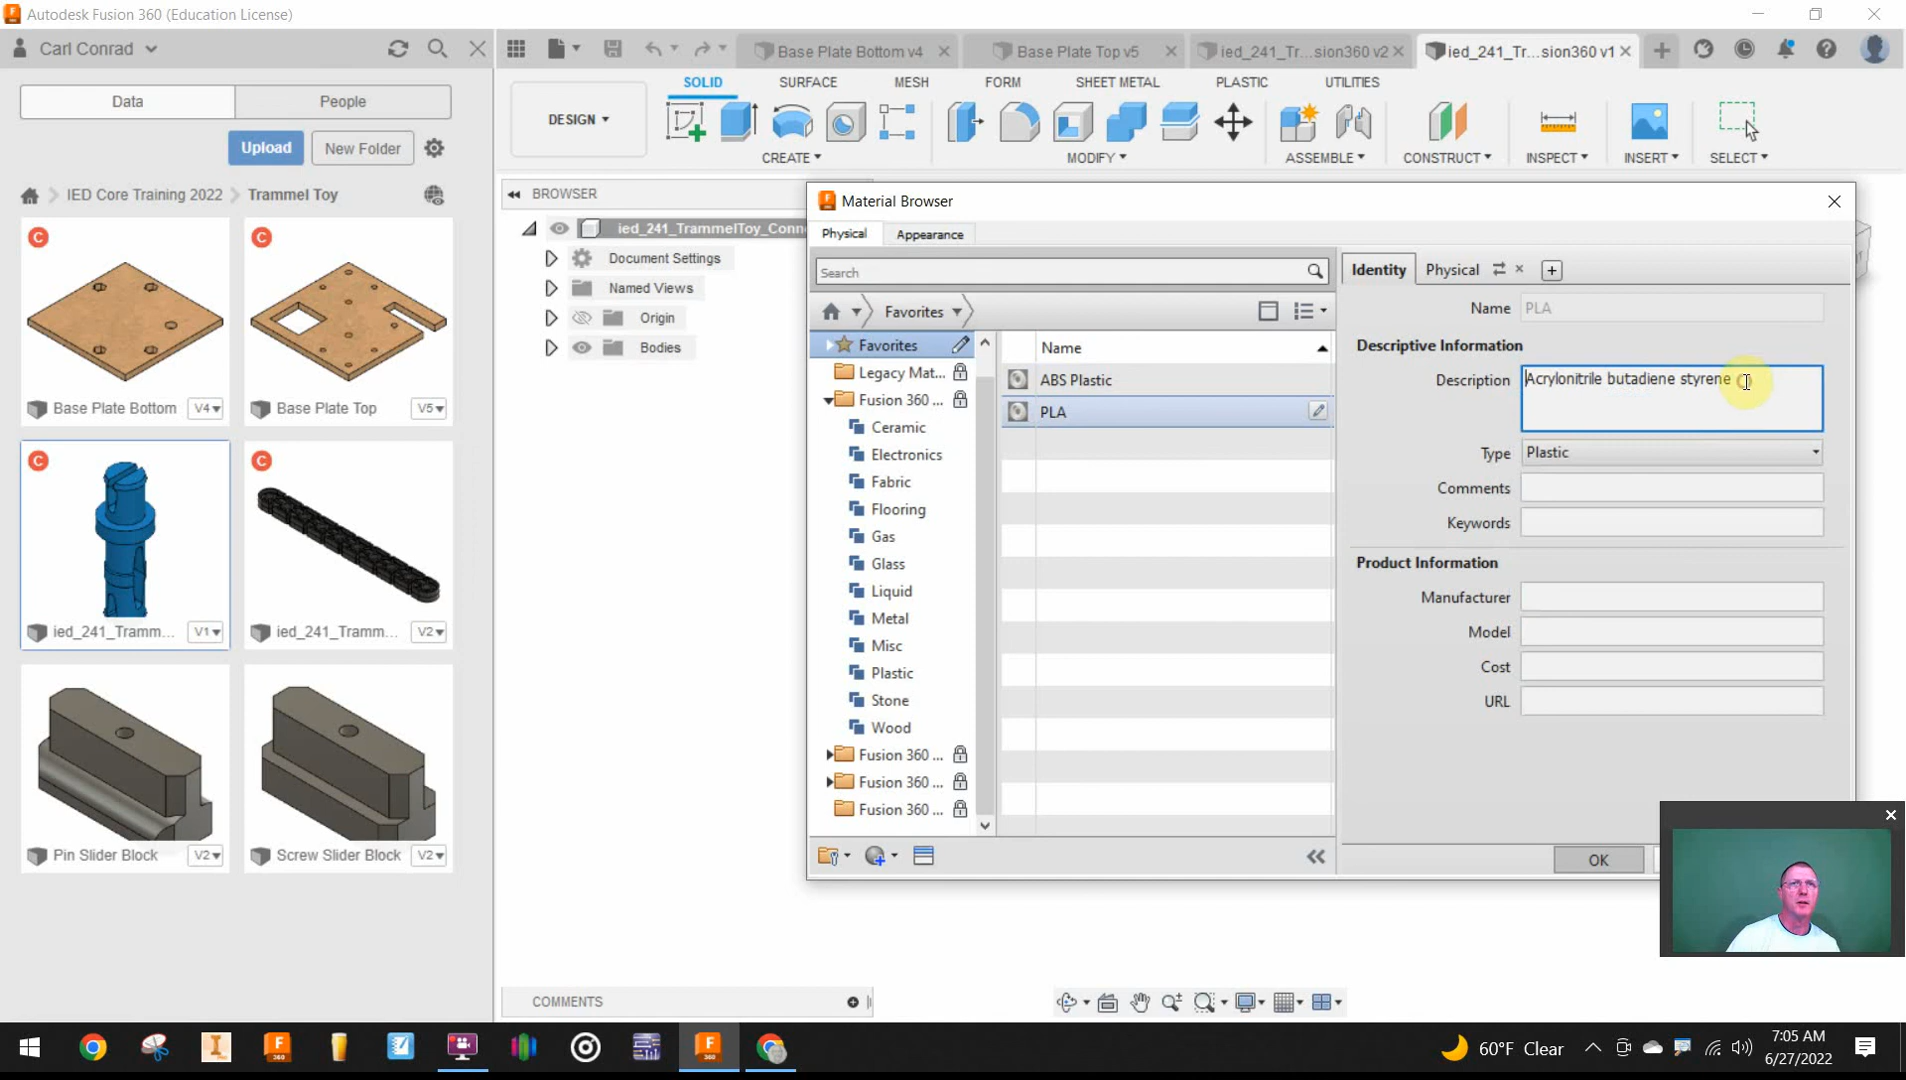 Autodesk Fusion 360 (Education License)
Carl Conrad
Base Plate Bottom v4
Base Plate Top v5
ied_241_Tr...sion360 v2
ied_241_Tr...sion360 v1
Data
People
Upload
New Folder
IED Core Training 2022
Trammel Toy
DESIGN
SOLID
SURFACE
MESH
FORM
SHEET METAL
PLASTIC
UTILITIES
CREATE
MODIFY
ASSEMBLE
CONSTRUCT
INSPECT
INSERT
SELECT
Base Plate Bottom
V4
Base Plate Top
V5
ied_241_Tramm...
V1
ied_241_Tramm...
V2
Pin Slider Block
V2
Screw Slider Block
V2
BROWSER
ied_241_TrammelToy_Conn
Document Settings
Named Views
Origin
Bodies
Material Browser
Physical
Appearance
Search
Favorites
Favorites
Legacy Mat...
Fusion 360 ...
Ceramic
Electronics
Fabric
Flooring
Gas
Glass
Liquid
Metal
Misc
Plastic
Stone
Wood
Fusion 360 ...
Fusion 360 ...
Fusion 360 ...
Name
ABS Plastic
PLA
Identity
Physical
Name
PLA
Descriptive Information
Description
Acrylonitrile butadiene styrene
Type
Plastic
Comments
Keywords
Product Information
Manufacturer
Model
Cost
URL
OK
COMMENTS
60°F Clear
7:05 AM
6/27/2022